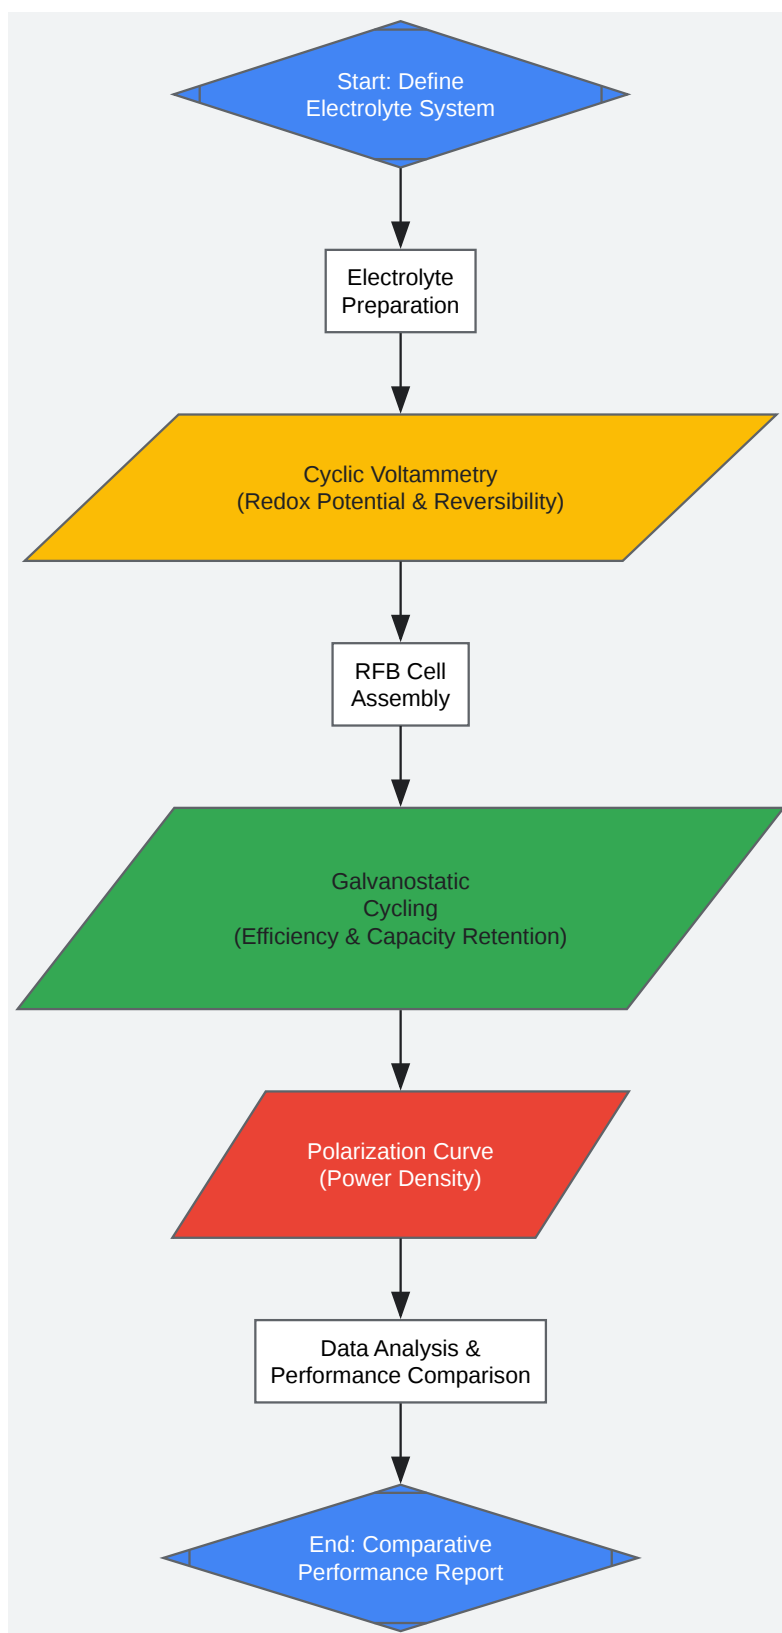 Start: Define
Electrolyte System
Electrolyte
Preparation
Cyclic Voltammetry
(Redox Potential & Reversibility)
RFB Cell
Assembly
Galvanostatic
Cycling
(Efficiency & Capacity Retention)
Polarization Curve
(Power Density)
Data Analysis &
Performance Comparison
End: Comparative
Performance Report